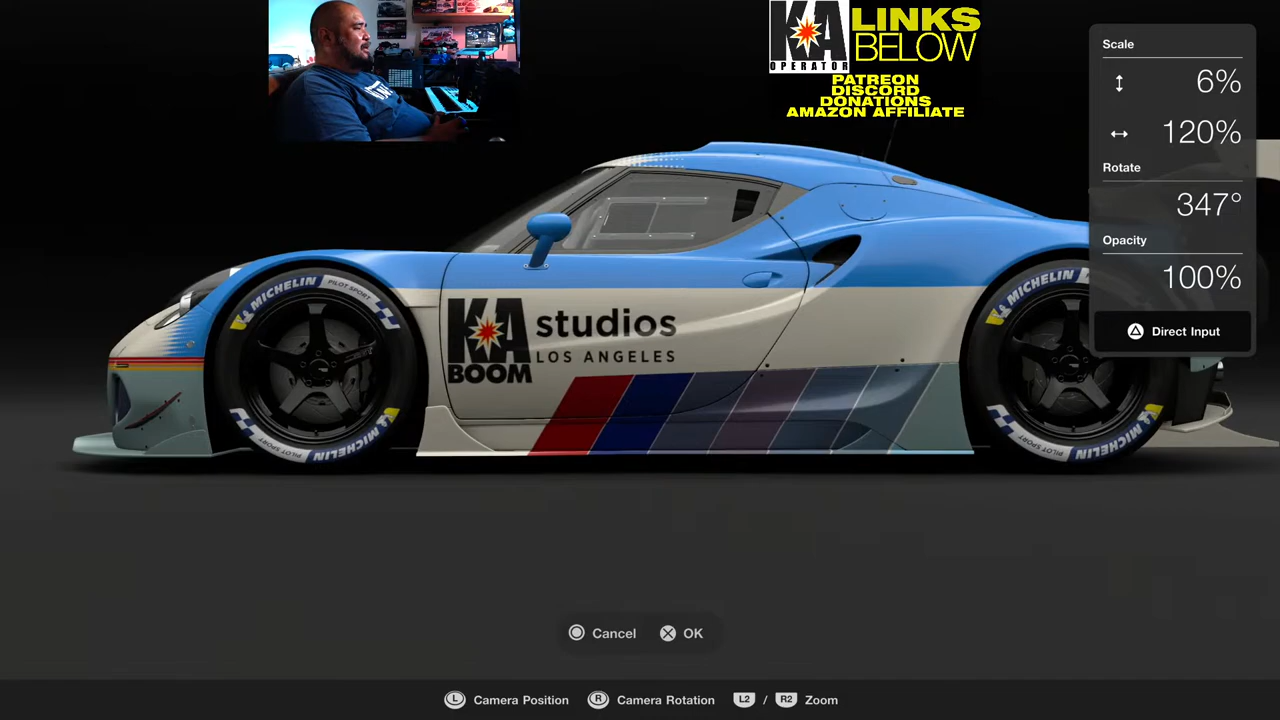 KA
OPERATOR
LINKS
BELOW
PATREON
DISCORD
DONATIONS
AMAZON AFFILIATE
Scale
6%
120%
Rotate
347°
Opacity
100%
Direct Input
MICHELIN
PILOT SPORT
MICHELIN
PILOT SPORT
KA
BOOM
studios
LOS ANGELES
MICHELIN
MICHELIN
PILOT SPORT
Cancel
OK
L Camera Position
R Camera Rotation
L2 / R2 Zoom